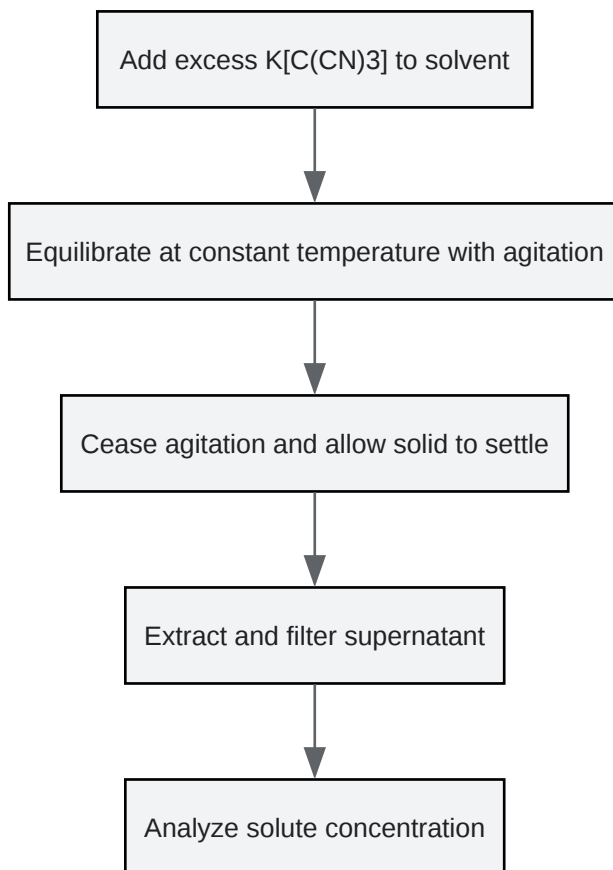 Add excess K[C(CN)3] to solvent
Equilibrate at constant temperature with agitation
Cease agitation and allow solid to settle
Extract and filter supernatant
Analyze solute concentration